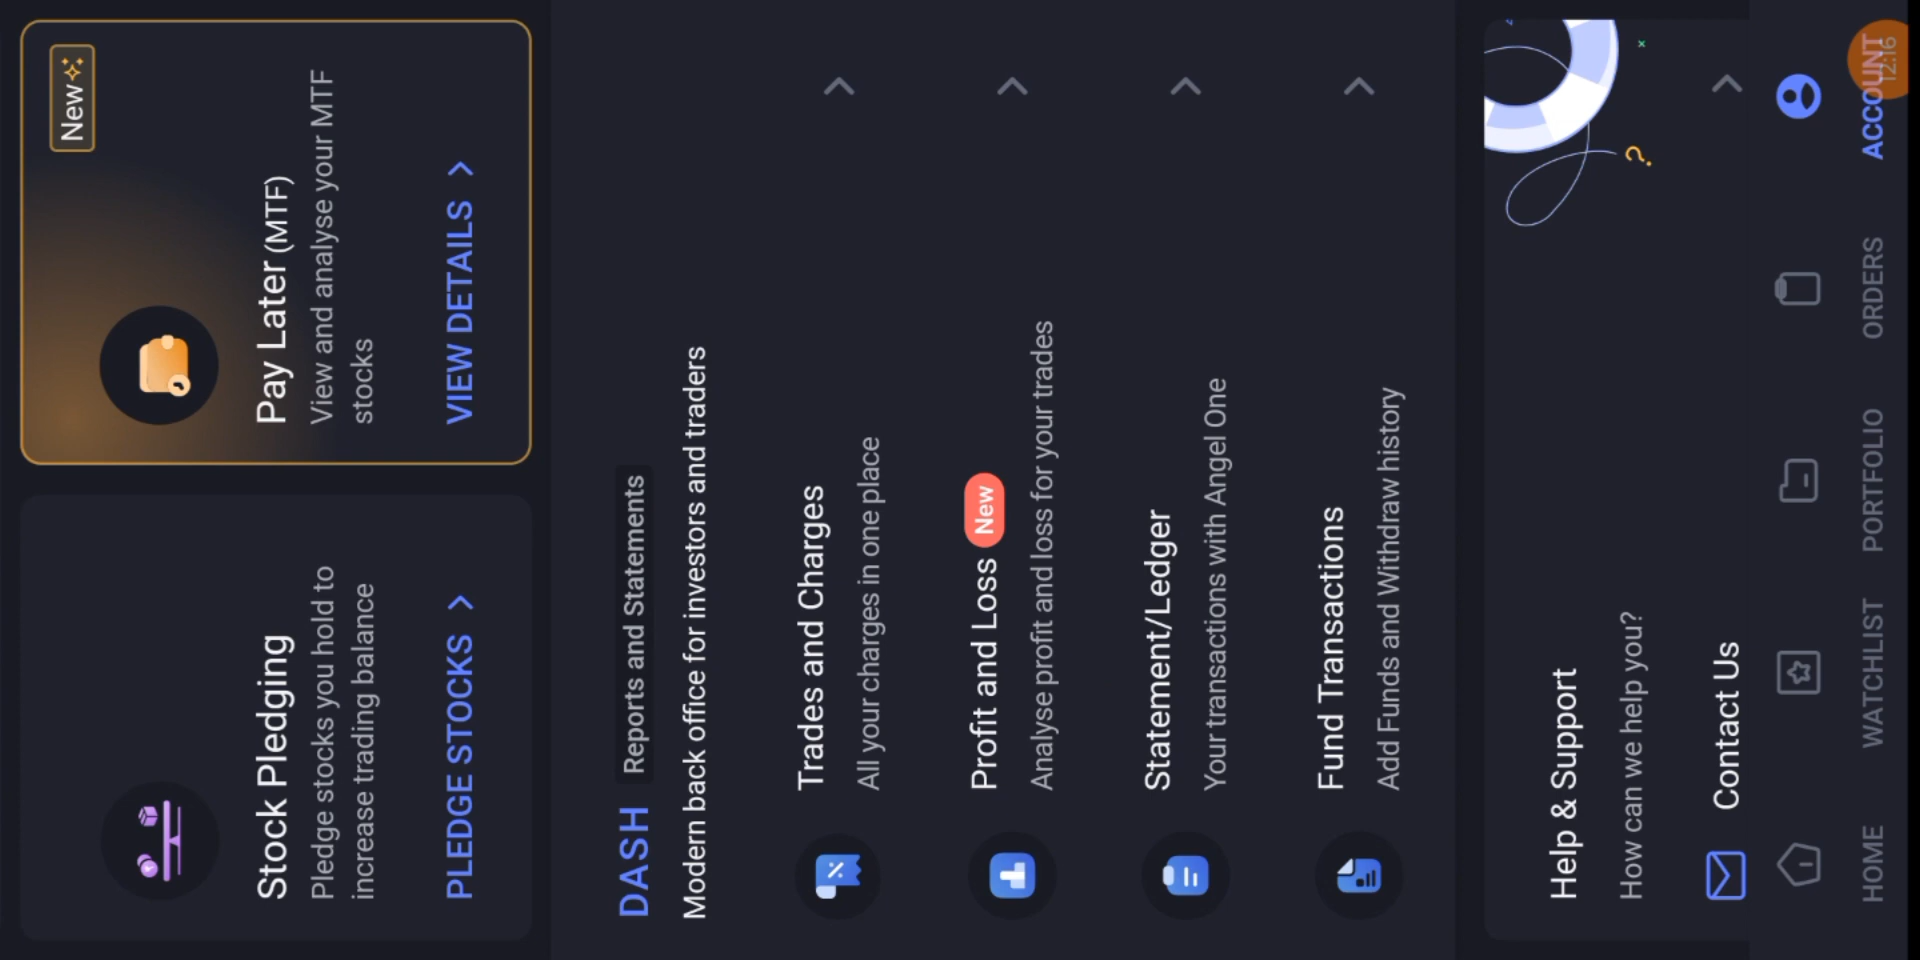 Stock Pledging
Pledge stocks you hold to
increase trading balance
PLEDGE STOCKS
New
Pay Later (MTF)
View and analyse your MTF
stocks
VIEW DETAILS
DASH Reports and Statements
Modern back office for investors and traders
Trades and Charges
All your charges in one place
Profit and Loss New
Analyse profit and loss for your trades
Statement/Ledger
Your transactions with Angel One
Fund Transactions
Add Funds and Withdraw history
Help & Support
How can we help you?
?
Contact Us
HOME
WATCHLIST
PORTFOLIO
ORDERS
ACCOUNT
12:16